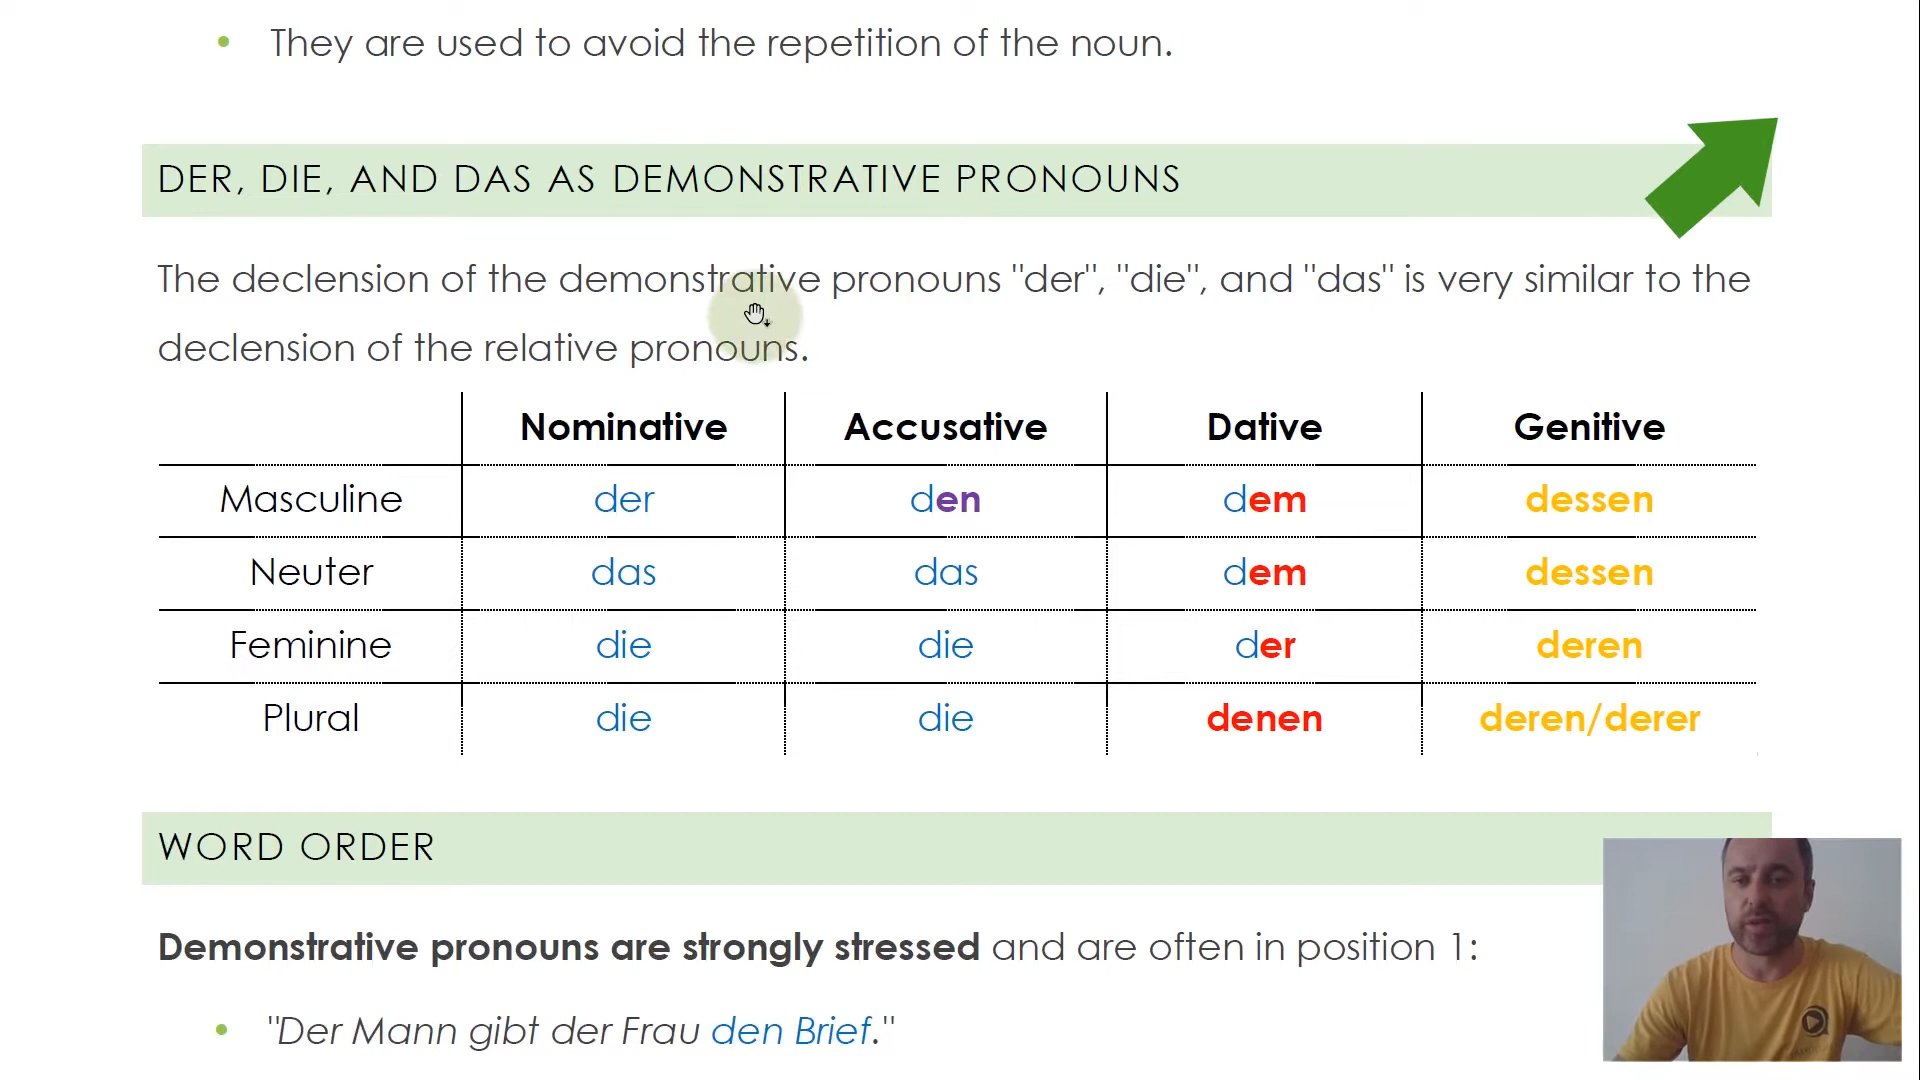 They are used to avoid the repetition of the noun.
DER, DIE, AND DAS AS DEMONSTRATIVE PRONOUNS
The declension of the demonstrative pronouns "der", "die", and "das" is very similar to the
declension of the relative pronouns.
Nominative Accusative Dative Genitive
Masculine der den dem dessen
Neuter das das dem dessen
Feminine die die der deren
Plural die die denen deren/derer
WORD ORDER
Demonstrative pronouns are strongly stressed and are often in position 1:
"Der Mann gibt der Frau den Brief."